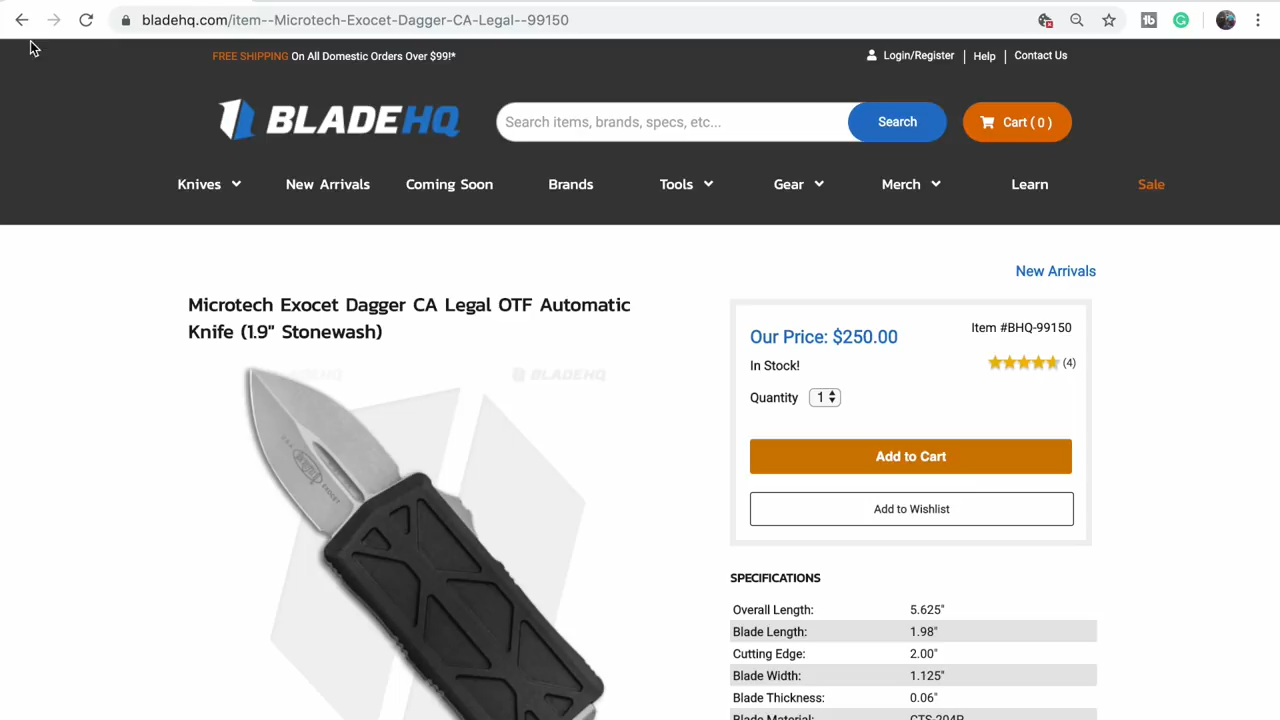 bladehq.com/item--Microtech-Exocet-Dagger-CA-Legal--99150
FREE SHIPPING On All Domestic Orders Over $99!*
Login/Register | Help | Contact Us
BLADEHQ
Search items, brands, specs, etc...
Search
Cart ( 0 )
Knives
New Arrivals
Coming Soon
Brands
Tools
Gear
Merch
Learn
Sale
New Arrivals
Microtech Exocet Dagger CA Legal OTF Automatic
Knife (1.9" Stonewash)
BLADEHQ
Our Price: $250.00
Item #BHQ-99150
In Stock!
(4)
Quantity 1
Add to Cart
Add to Wishlist
SPECIFICATIONS
Overall Length: 5.625"
Blade Length: 1.98"
Cutting Edge: 2.00"
Blade Width: 1.125"
Blade Thickness: 0.06"
Blade Material: CTS-204P